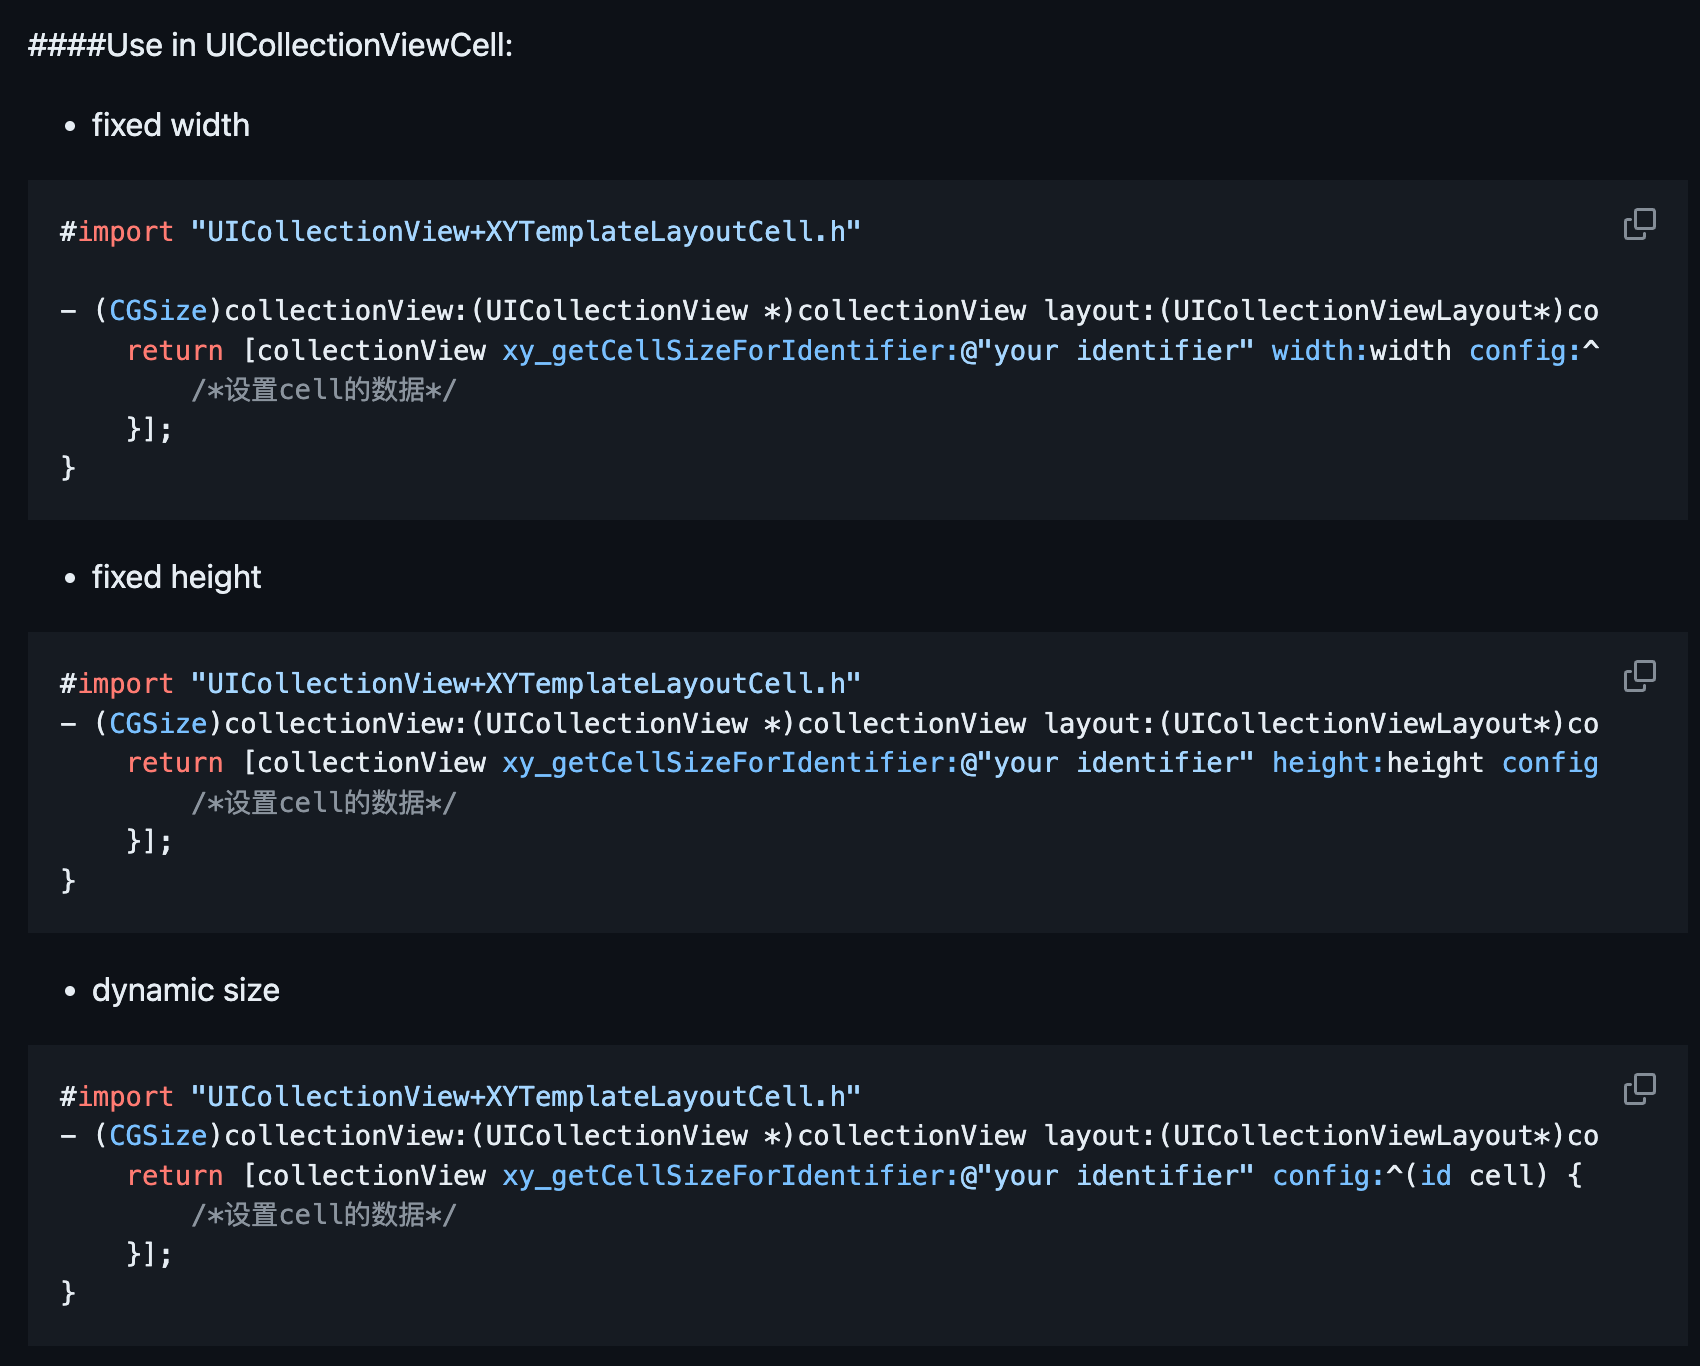 ####Use in UICollectionViewCell:
• fixed width
#import "UICollectionView+XYTemplateLayoutCell.h"
- (CGSize)collectionView:(UICollectionView *)collectionView layout:(UICollectionViewLayout*)co
return [collectionView xy_getCellSizeForIdentifier:@"your identifier" width:width config:^
/*设置cell的数据*/
}];
}
• fixed height
#import "UICollectionView+XYTemplateLayoutCell.h"
- (CGSize)collectionView:(UICollectionView *)collectionView layout:(UICollectionViewLayout*)co
return [collectionView xy_getCellSizeForIdentifier:@"your identifier" height:height config
/*设置cell的数据*/
}];
}
• dynamic size
#import "UICollectionView+XYTemplateLayoutCell.h"
- (CGSize)collectionView:(UICollectionView *)collectionView layout:(UICollectionViewLayout*)co
return [collectionView xy_getCellSizeForIdentifier:@"your identifier" config:^(id cell) {
/*设置cell的数据*/
}];
}